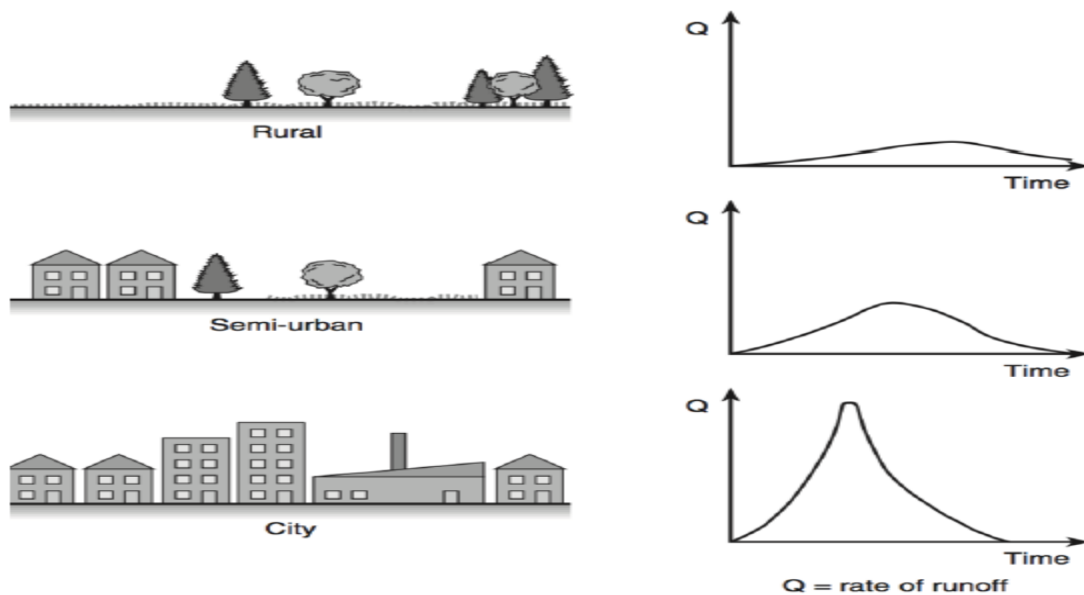 Q
Rural
Time
Q
Semi-urban
Time
Q
City
Time
Q = rate of runoff